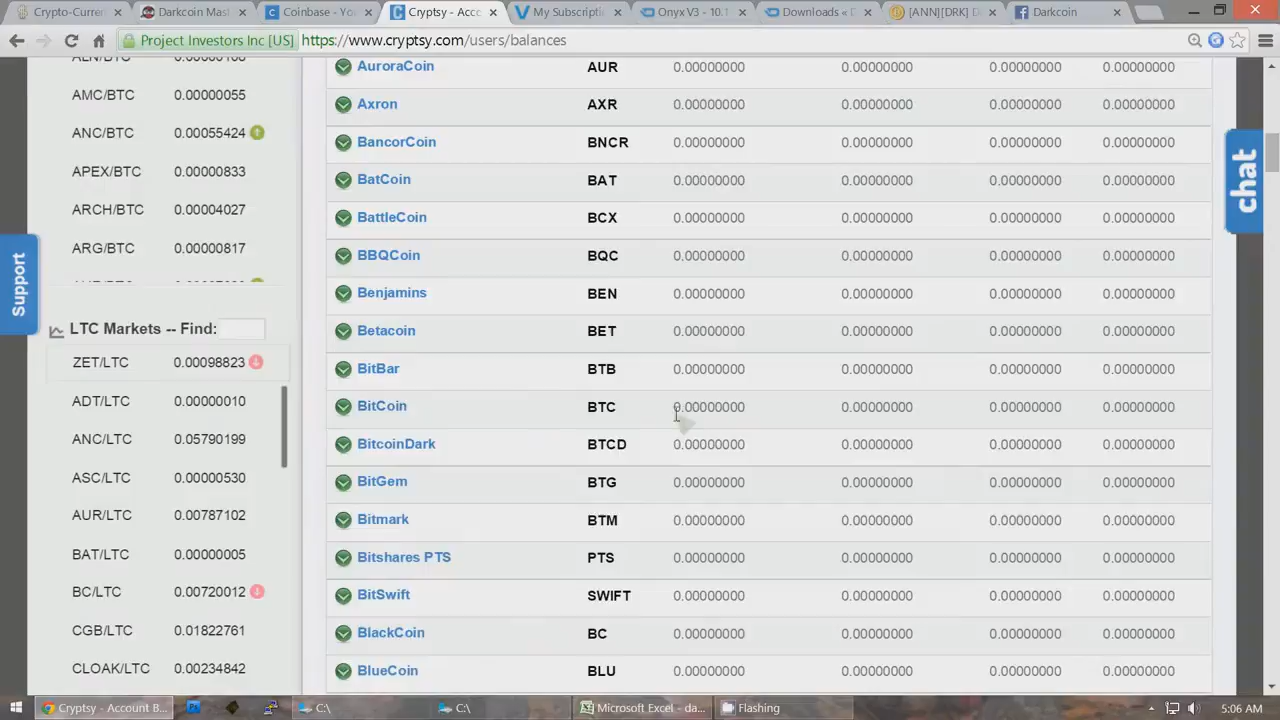 Crypto-Curren
Darkcoin Mast
Coinbase - You
Cryptsy - Acco
My Subscriptio
Onyx V3 - 10.1
Downloads -
[ANN][DRK] D
Darkcoin
Project Investors Inc [US]
https://www.cryptsy.com/users/balances
AMC/BTC 0.00000055
ANC/BTC 0.00055424
APEX/BTC 0.00000833
ARCH/BTC 0.00004027
ARG/BTC 0.00000817
LTC Markets -- Find:
ZET/LTC 0.00098823
ADT/LTC 0.00000010
ANC/LTC 0.05790199
ASC/LTC 0.00000530
AUR/LTC 0.00787102
BAT/LTC 0.00000005
BC/LTC 0.00720012
CGB/LTC 0.01822761
CLOAK/LTC 0.00234842
Support
AuroraCoin AUR 0.00000000 0.00000000 0.00000000 0.00000000
Axron AXR 0.00000000 0.00000000 0.00000000 0.00000000
BancorCoin BNCR 0.00000000 0.00000000 0.00000000 0.00000000
BatCoin BAT 0.00000000 0.00000000 0.00000000 0.00000000
BattleCoin BCX 0.00000000 0.00000000 0.00000000 0.00000000
BBQCoin BQC 0.00000000 0.00000000 0.00000000 0.00000000
Benjamins BEN 0.00000000 0.00000000 0.00000000 0.00000000
Betacoin BET 0.00000000 0.00000000 0.00000000 0.00000000
BitBar BTB 0.00000000 0.00000000 0.00000000 0.00000000
BitCoin BTC 0.00000000 0.00000000 0.00000000 0.00000000
BitcoinDark BTCD 0.00000000 0.00000000 0.00000000 0.00000000
BitGem BTG 0.00000000 0.00000000 0.00000000 0.00000000
Bitmark BTM 0.00000000 0.00000000 0.00000000 0.00000000
Bitshares PTS PTS 0.00000000 0.00000000 0.00000000 0.00000000
BitSwift SWIFT 0.00000000 0.00000000 0.00000000 0.00000000
BlackCoin BC 0.00000000 0.00000000 0.00000000 0.00000000
BlueCoin BLU 0.00000000 0.00000000 0.00000000 0.00000000
chat
Cryptsy - Account B...
C:\
C:\
Microsoft Excel - da...
Flashing
5:06 AM